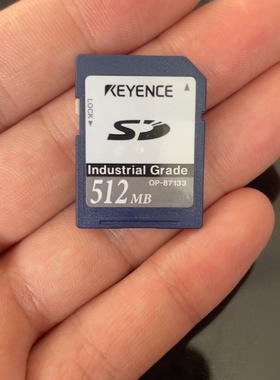 KEYENCE
LOCK
SD
Industrial Grade
OP-87133
512 MB